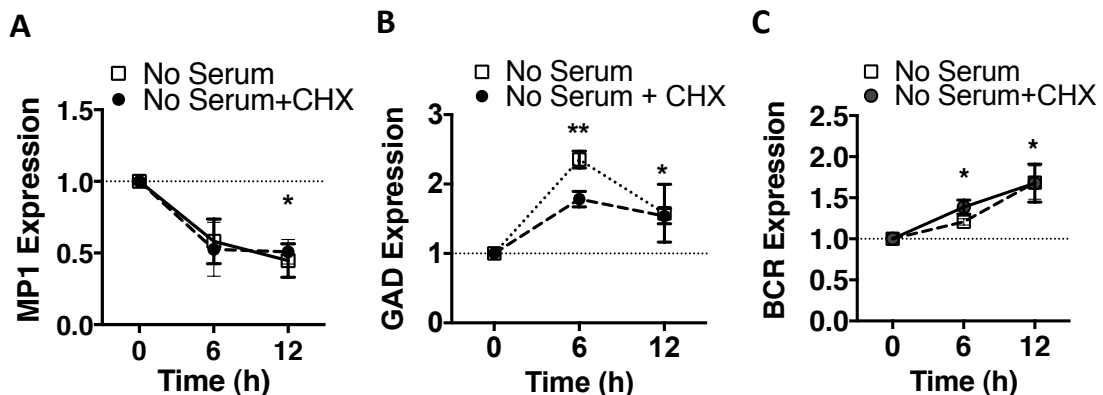 A
No Serum
No Serum+CHX
MP1 Expression
1.5
1.0
0.5
0.0
*
0
6
12
Time (h)
B
No Serum
No Serum + CHX
GAD Expression
3
2
1
0
**
*
0
6
12
Time (h)
C
No Serum
No Serum+CHX
BCR Expression
2.5
2.0
1.5
1.0
0.5
0.0
*
*
0
6
12
Time (h)